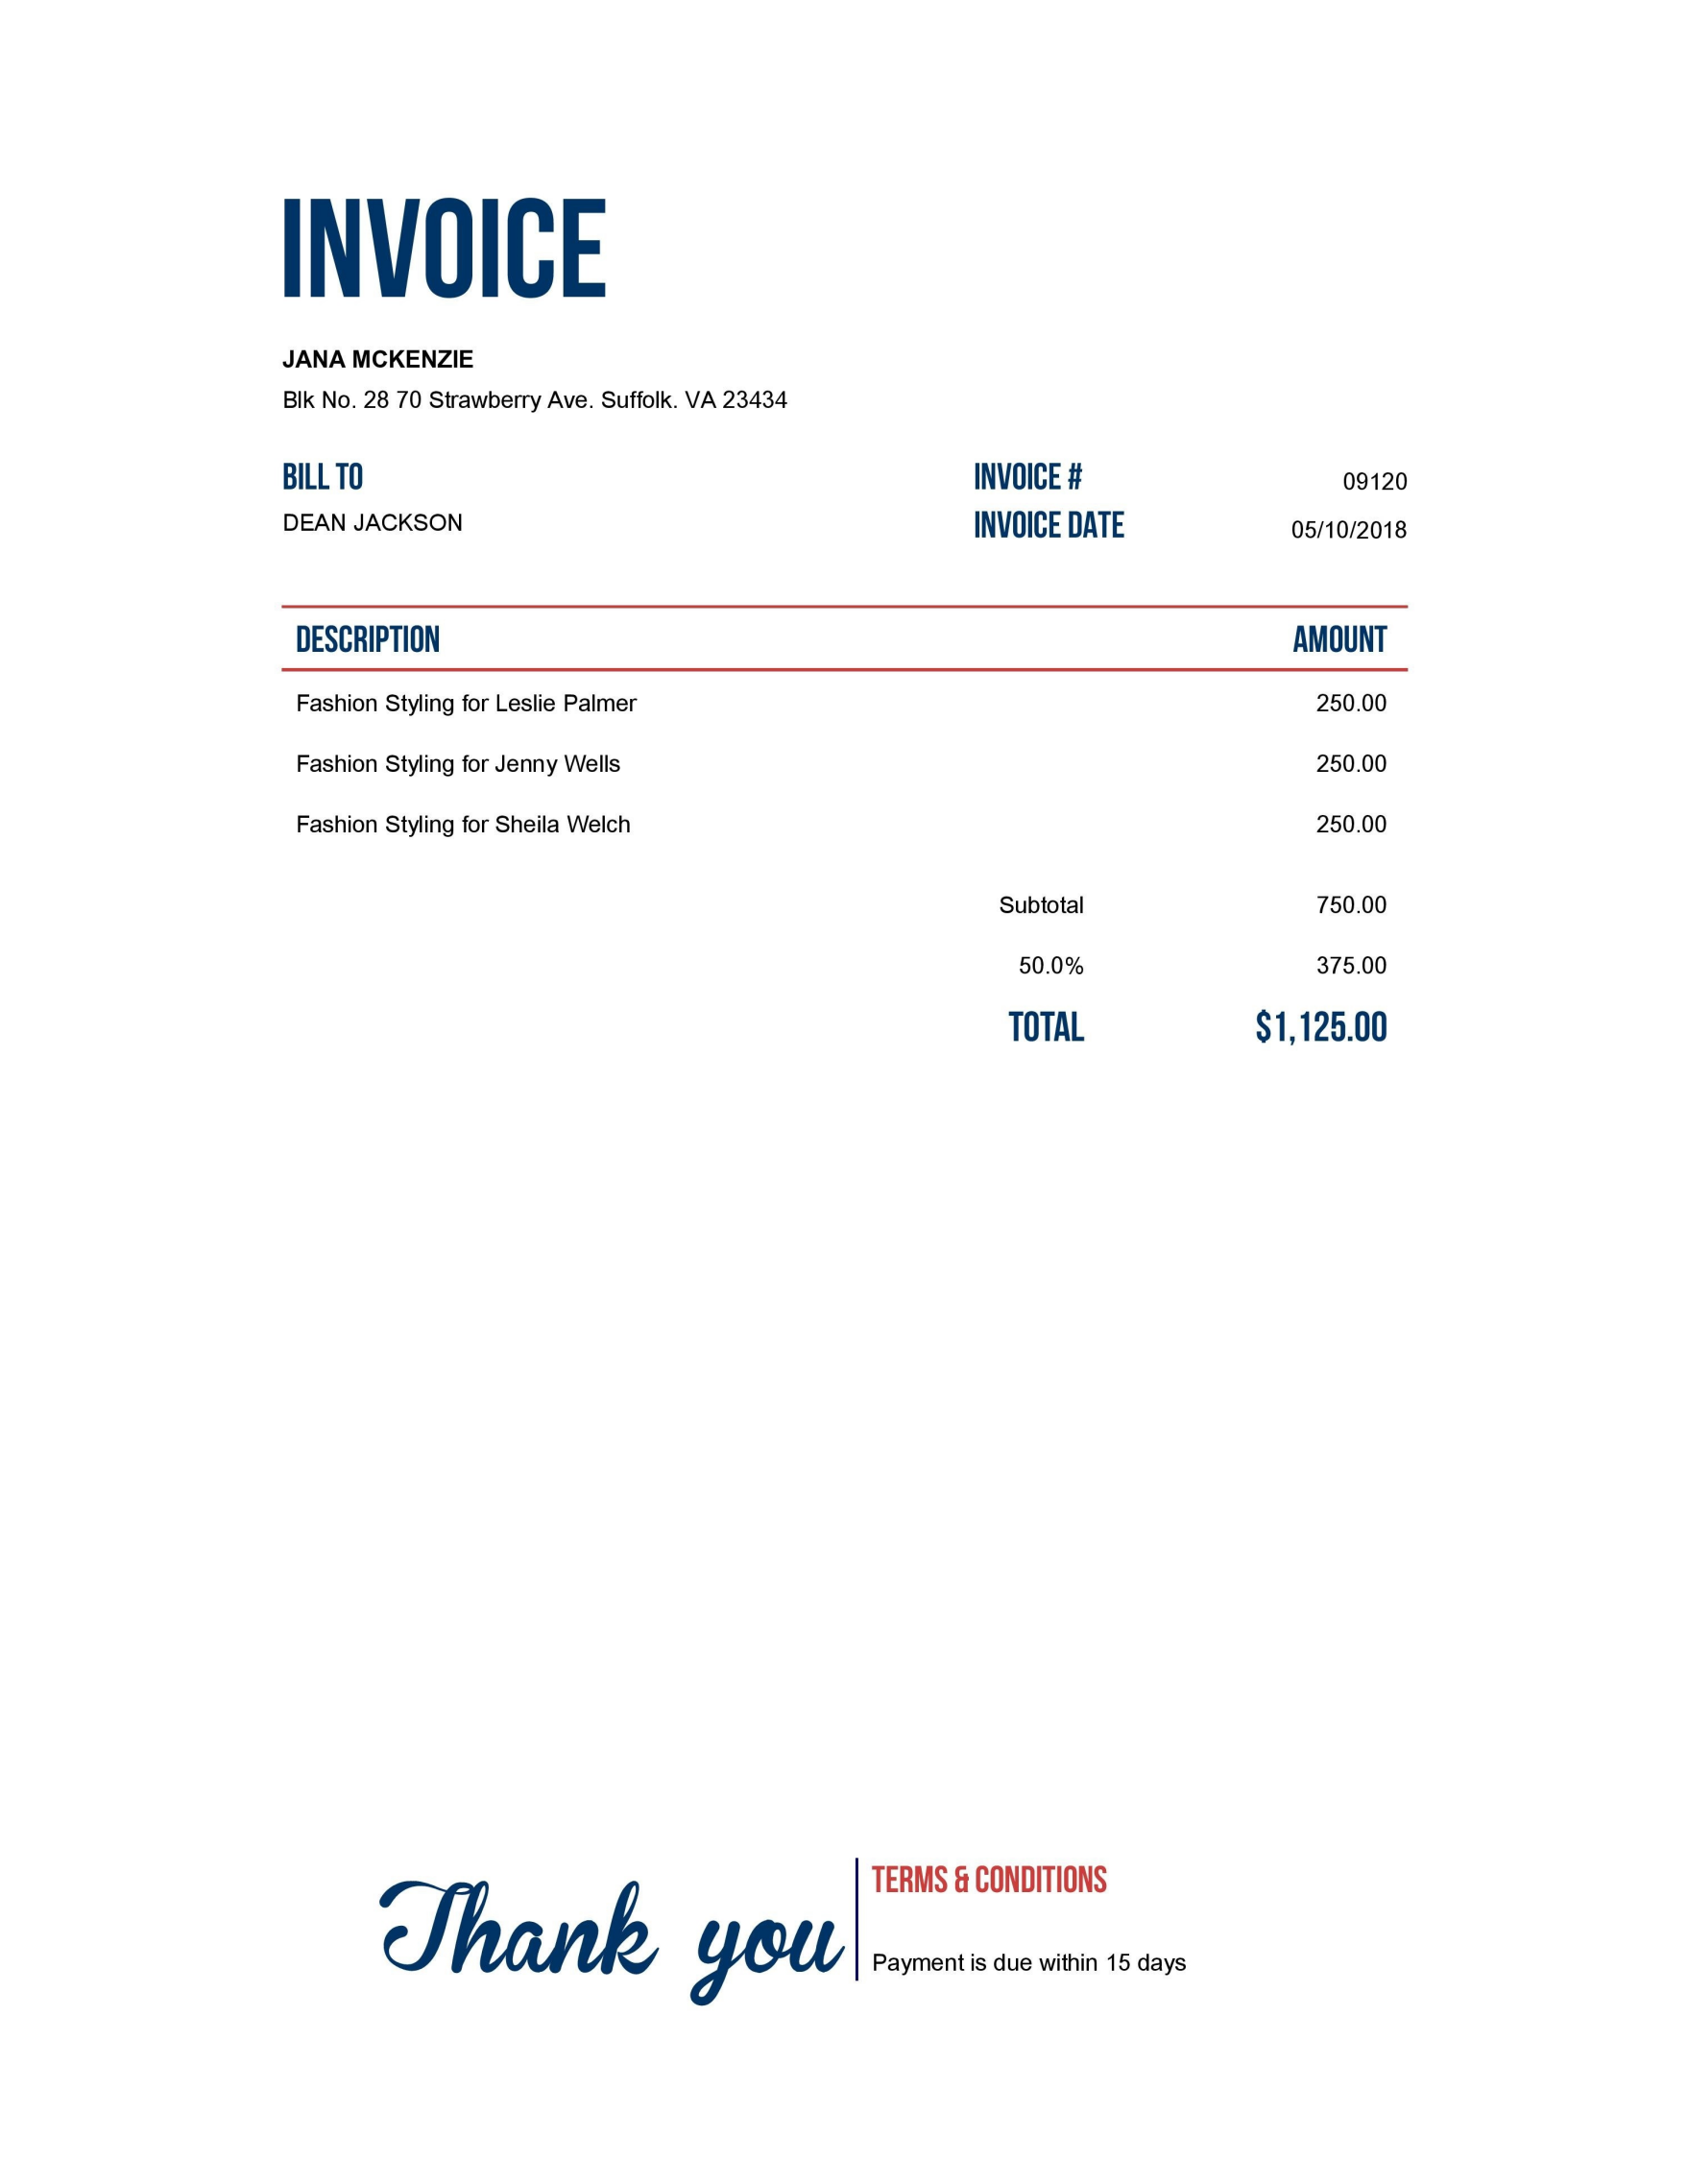 INVOICE
JANA MCKENZIE
Blk No. 28 70 Strawberry Ave. Suffolk. VA 23434
BILL TO
DEAN JACKSON
INVOICE # 09120
INVOICE DATE 05/10/2018
DESCRIPTION AMOUNT
Fashion Styling for Leslie Palmer 250.00
Fashion Styling for Jenny Wells 250.00
Fashion Styling for Sheila Welch 250.00
Subtotal 750.00
50.0% 375.00
TOTAL $1,125.00
Thank you
TERMS & CONDITIONS
Payment is due within 15 days